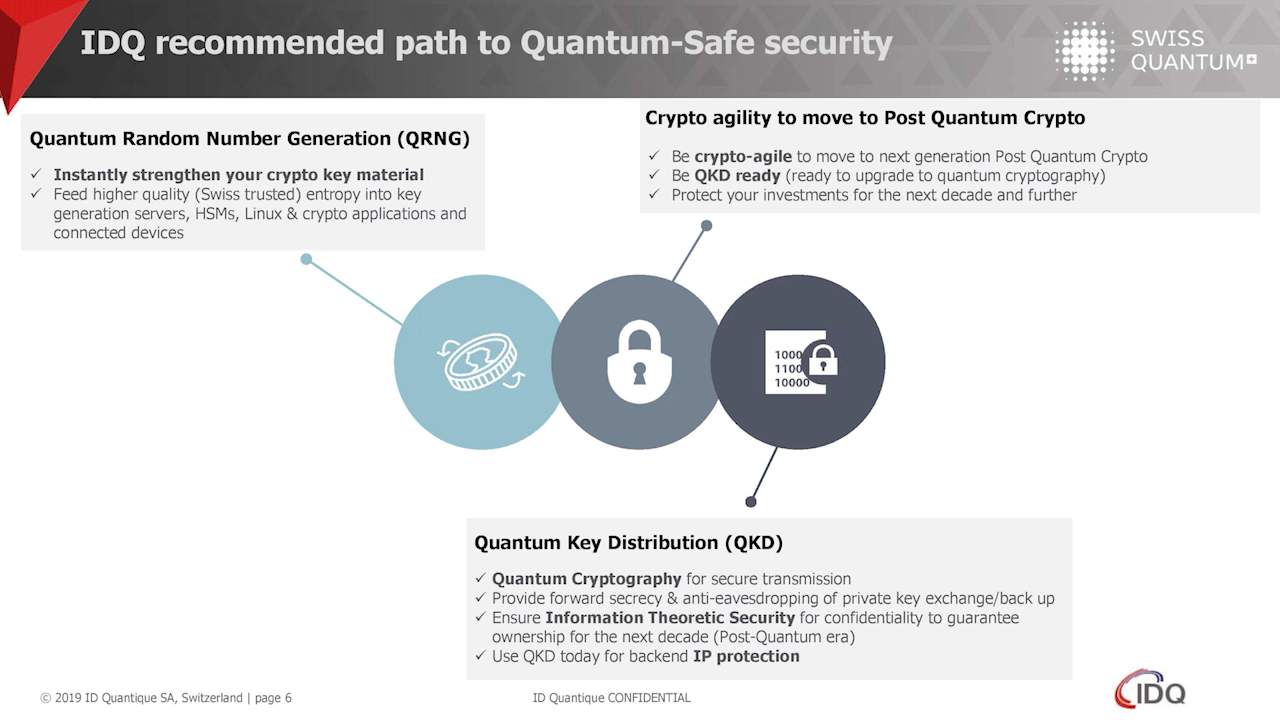 IDQ recommended path to Quantum-Safe security
SWISS
QUANTUM
Quantum Random Number Generation (QRNG)
✓ Instantly strengthen your crypto key material
✓ Feed higher quality (Swiss trusted) entropy into key
generation servers, HSMs, Linux & crypto applications and
connected devices
Crypto agility to move to Post Quantum Crypto
✓ Be crypto-agile to move to next generation Post Quantum Crypto
✓ Be QKD ready (ready to upgrade to quantum cryptography)
✓ Protect your investments for the next decade and further
1000
1100
10000
Quantum Key Distribution (QKD)
✓ Quantum Cryptography for secure transmission
✓ Provide forward secrecy & anti-eavesdropping of private key exchange/back up
✓ Ensure Information Theoretic Security for confidentiality to guarantee
ownership for the next decade (Post-Quantum era)
✓ Use QKD today for backend IP protection
© 2019 ID Quantique SA, Switzerland | page 6
ID Quantique CONFIDENTIAL
IDQ